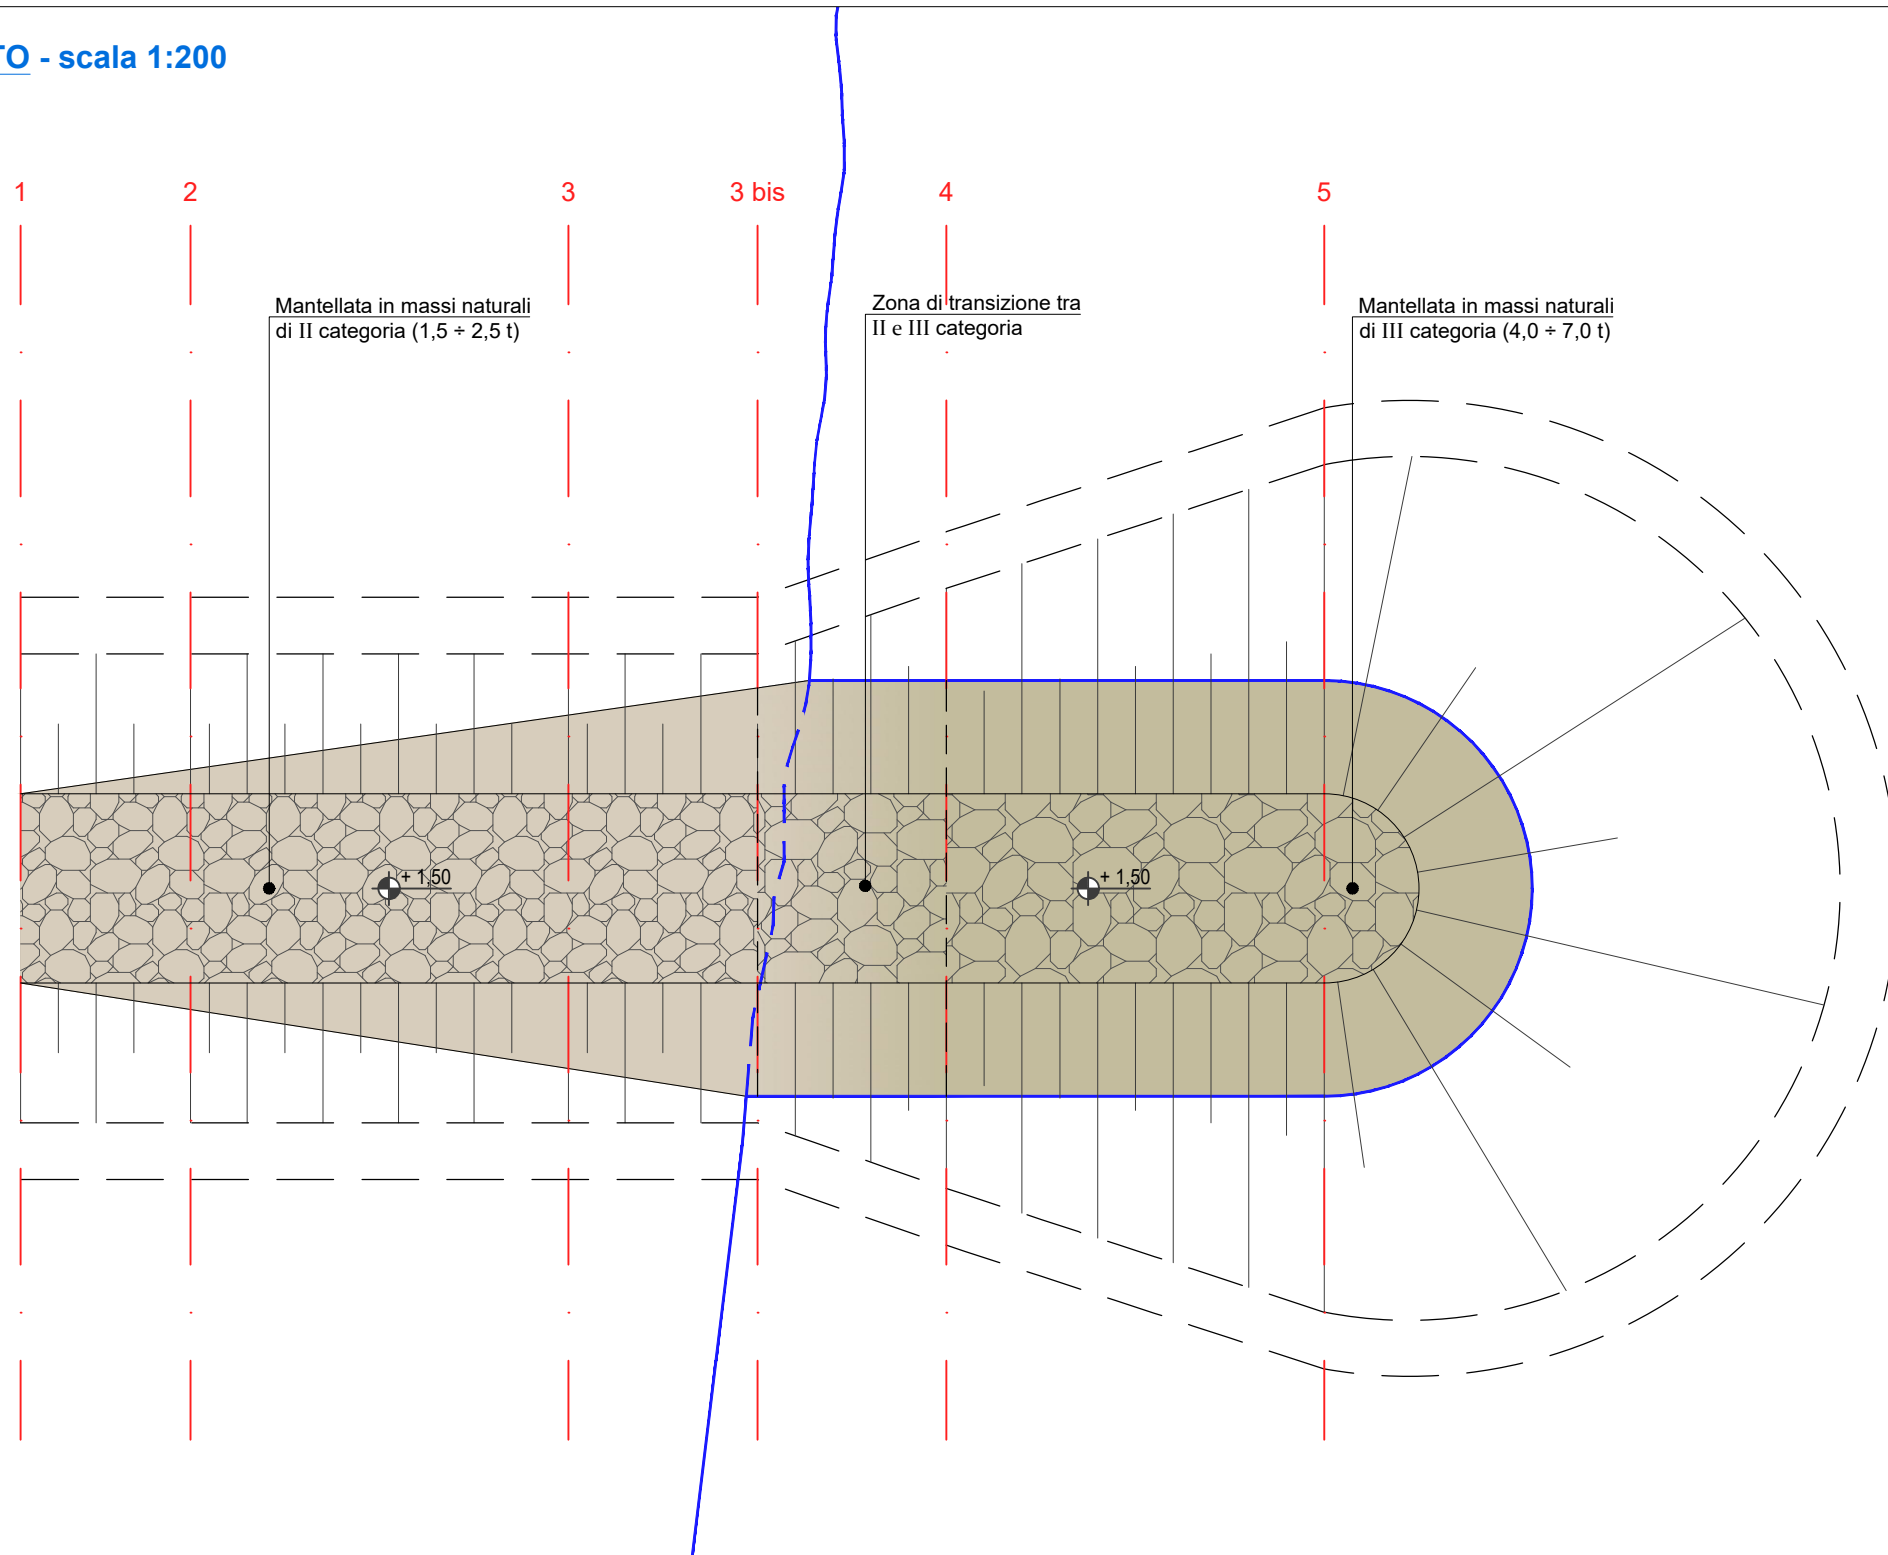 TO - scala 1:200
1
2
3
3 bis
4
5
Mantellata in massi naturali
di II categoria (1,5 ÷ 2,5 t)
Zona di transizione tra
II e III categoria
Mantellata in massi naturali
di III categoria (4,0 ÷ 7,0 t)
+ 1,50
+ 1,50